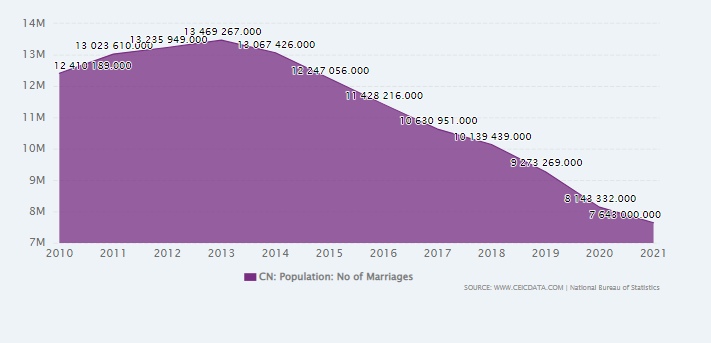 14M
13 469 267.000
13 235 949.000
13 023 610.000
13 067 426.000
13M
12 410 189.000
12 247 056.000
12M
11 428 216.000
11M
10 630 951.000
10 139 439.000
10M
9 273 269.000
9M
8 143 332.000
8M
7 643 000.000
7M
2010 2011 2012 2013 2014 2015 2016 2017 2018 2019 2020 2021
CN: Population: No of Marriages
SOURCE: WWW.CEICDATA.COM | National Bureau of Statistics